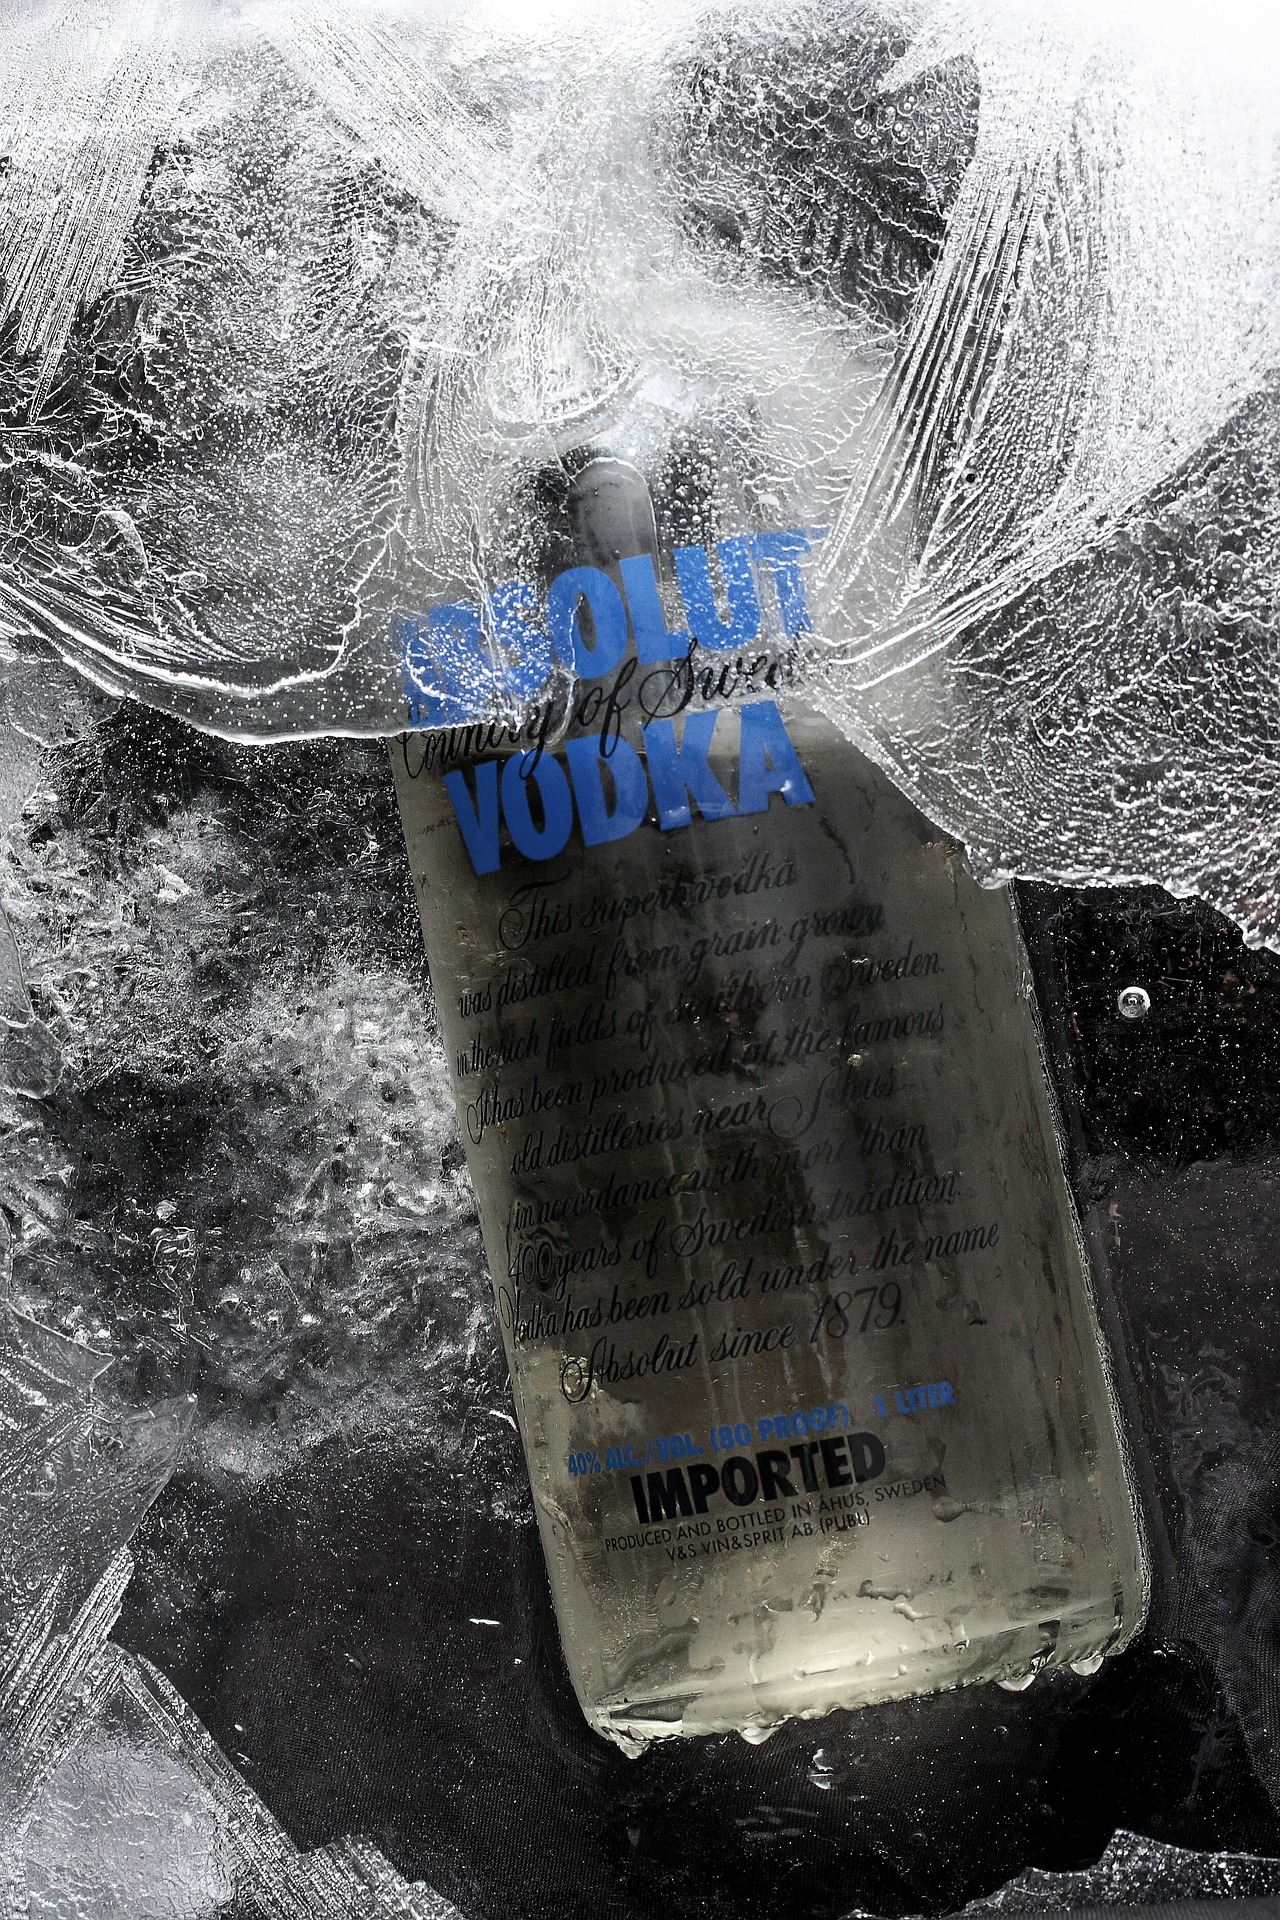 ABSOLUT
Country of Sweden
VODKA
This superb vodka
was distilled from grain grown
in the rich fields of southern Sweden.
It has been produced at the famous
old distilleries near Åhus
in accordance with more than
400 years of Swedish tradition.
Vodka has been sold under the name
Absolut since 1879.
40% ALC./VOL. (80 PROOF) 1 LITER
IMPORTED
PRODUCED AND BOTTLED IN ÅHUS, SWEDEN
V&S VIN&SPRIT AB (PUBL)